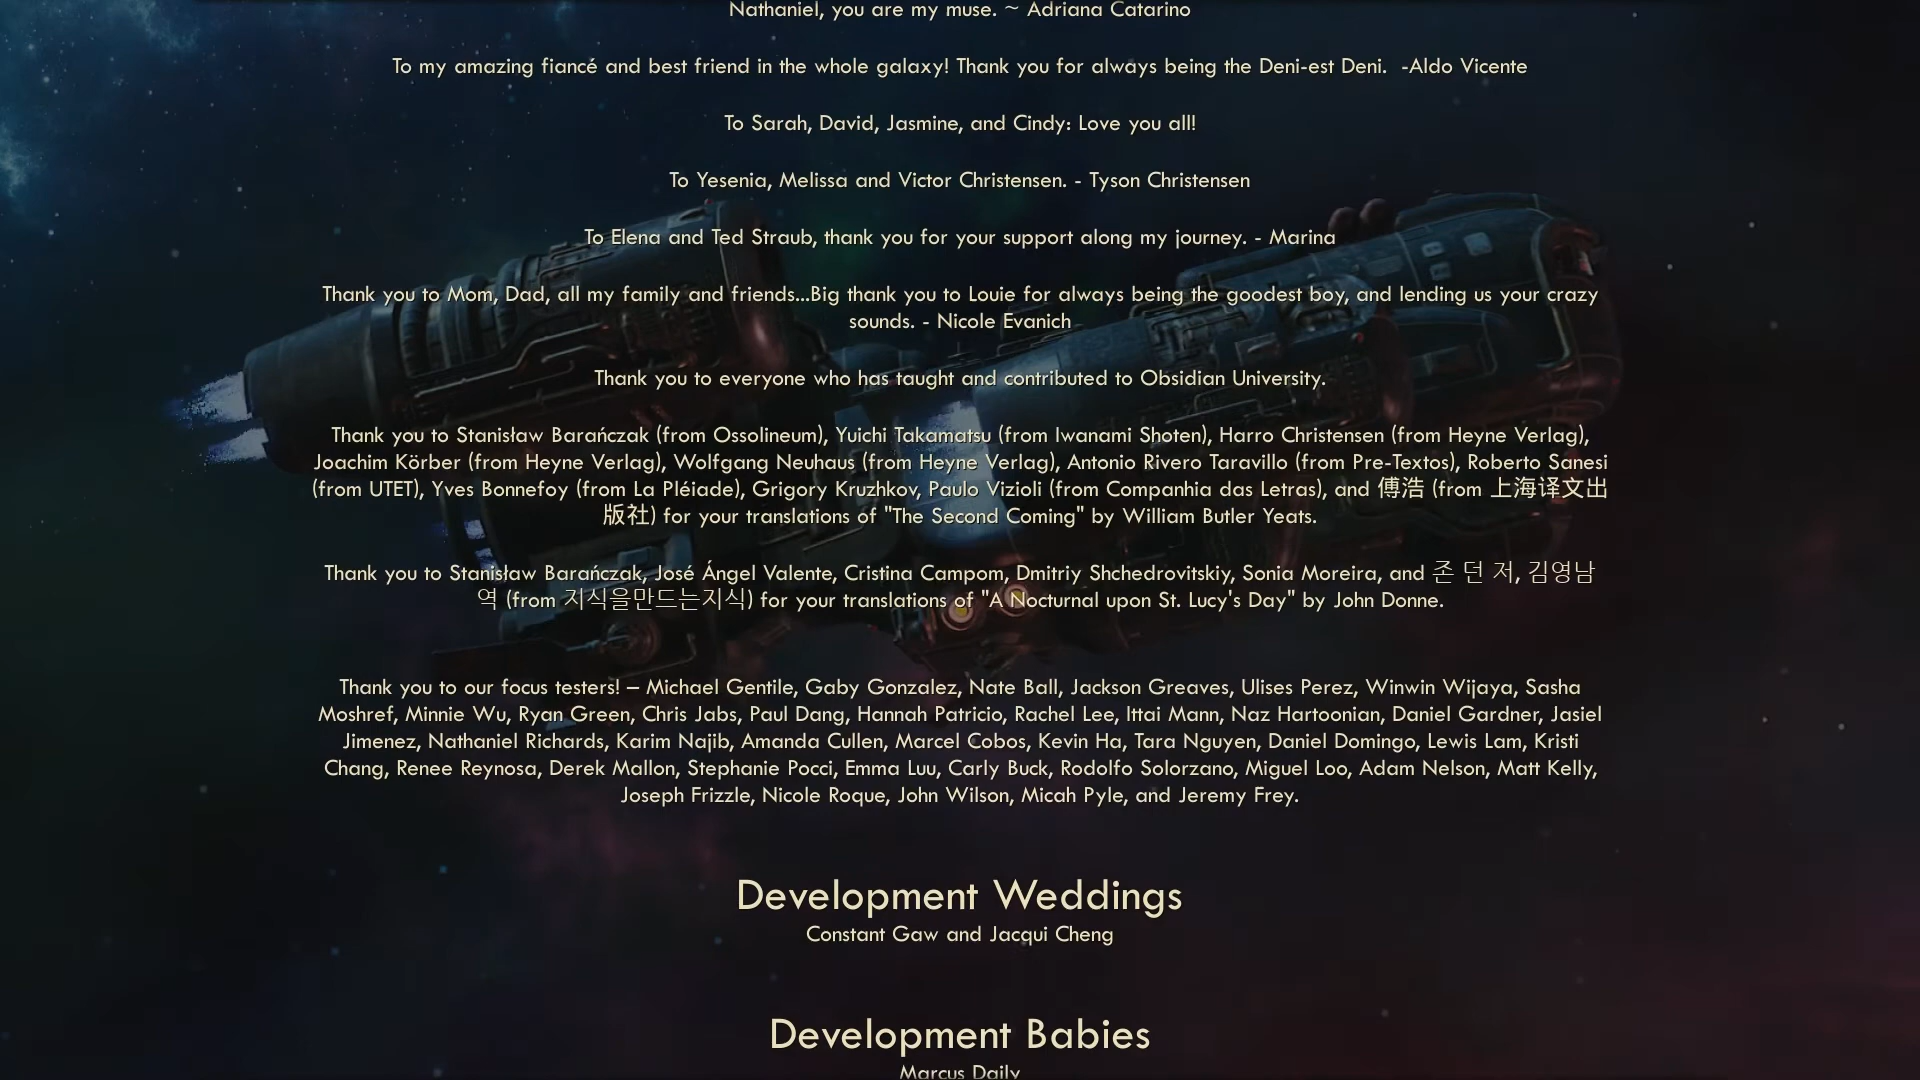 Nathaniel, you are my muse. ~ Adriana Catarino
To my amazing fiancé and best friend in the whole galaxy! Thank you for always being the Deni-est Deni.  -Aldo Vicente
To Sarah, David, Jasmine, and Cindy: Love you all!
To Yesenia, Melissa and Victor Christensen. - Tyson Christensen
To Elena and Ted Straub, thank you for your support along my journey. - Marina
Thank you to Mom, Dad, all my family and friends...Big thank you to Louie for always being the goodest boy, and lending us your crazy
sounds. - Nicole Evanich
Thank you to everyone who has taught and contributed to Obsidian University.
Thank you to Stanisław Barańczak (from Ossolineum), Yuichi Takamatsu (from Iwanami Shoten), Harro Christensen (from Heyne Verlag),
Joachim Körber (from Heyne Verlag), Wolfgang Neuhaus (from Heyne Verlag), Antonio Rivero Taravillo (from Pre-Textos), Roberto Sanesi
(from UTET), Yves Bonnefoy (from La Pléiade), Grigory Kruzhkov, Paulo Vizioli (from Companhia das Letras), and 傅浩 (from 上海译文出
版社) for your translations of "The Second Coming" by William Butler Yeats.
Thank you to Stanisław Barańczak, José Ángel Valente, Cristina Campom, Dmitriy Shchedrovitskiy, Sonia Moreira, and 존 던 저, 김영남
역 (from 지식을만드는지식) for your translations of "A Nocturnal upon St. Lucy's Day" by John Donne.
Thank you to our focus testers! – Michael Gentile, Gaby Gonzalez, Nate Ball, Jackson Greaves, Ulises Perez, Winwin Wijaya, Sasha
Moshref, Minnie Wu, Ryan Green, Chris Jabs, Paul Dang, Hannah Patricio, Rachel Lee, Ittai Mann, Naz Hartoonian, Daniel Gardner, Jasiel
Jimenez, Nathaniel Richards, Karim Najib, Amanda Cullen, Marcel Cobos, Kevin Ha, Tara Nguyen, Daniel Domingo, Lewis Lam, Kristi
Chang, Renee Reynosa, Derek Mallon, Stephanie Pocci, Emma Luu, Carly Buck, Rodolfo Solorzano, Miguel Loo, Adam Nelson, Matt Kelly,
Joseph Frizzle, Nicole Roque, John Wilson, Micah Pyle, and Jeremy Frey.
Development Weddings
Constant Gaw and Jacqui Cheng
Development Babies
Marcus Daily